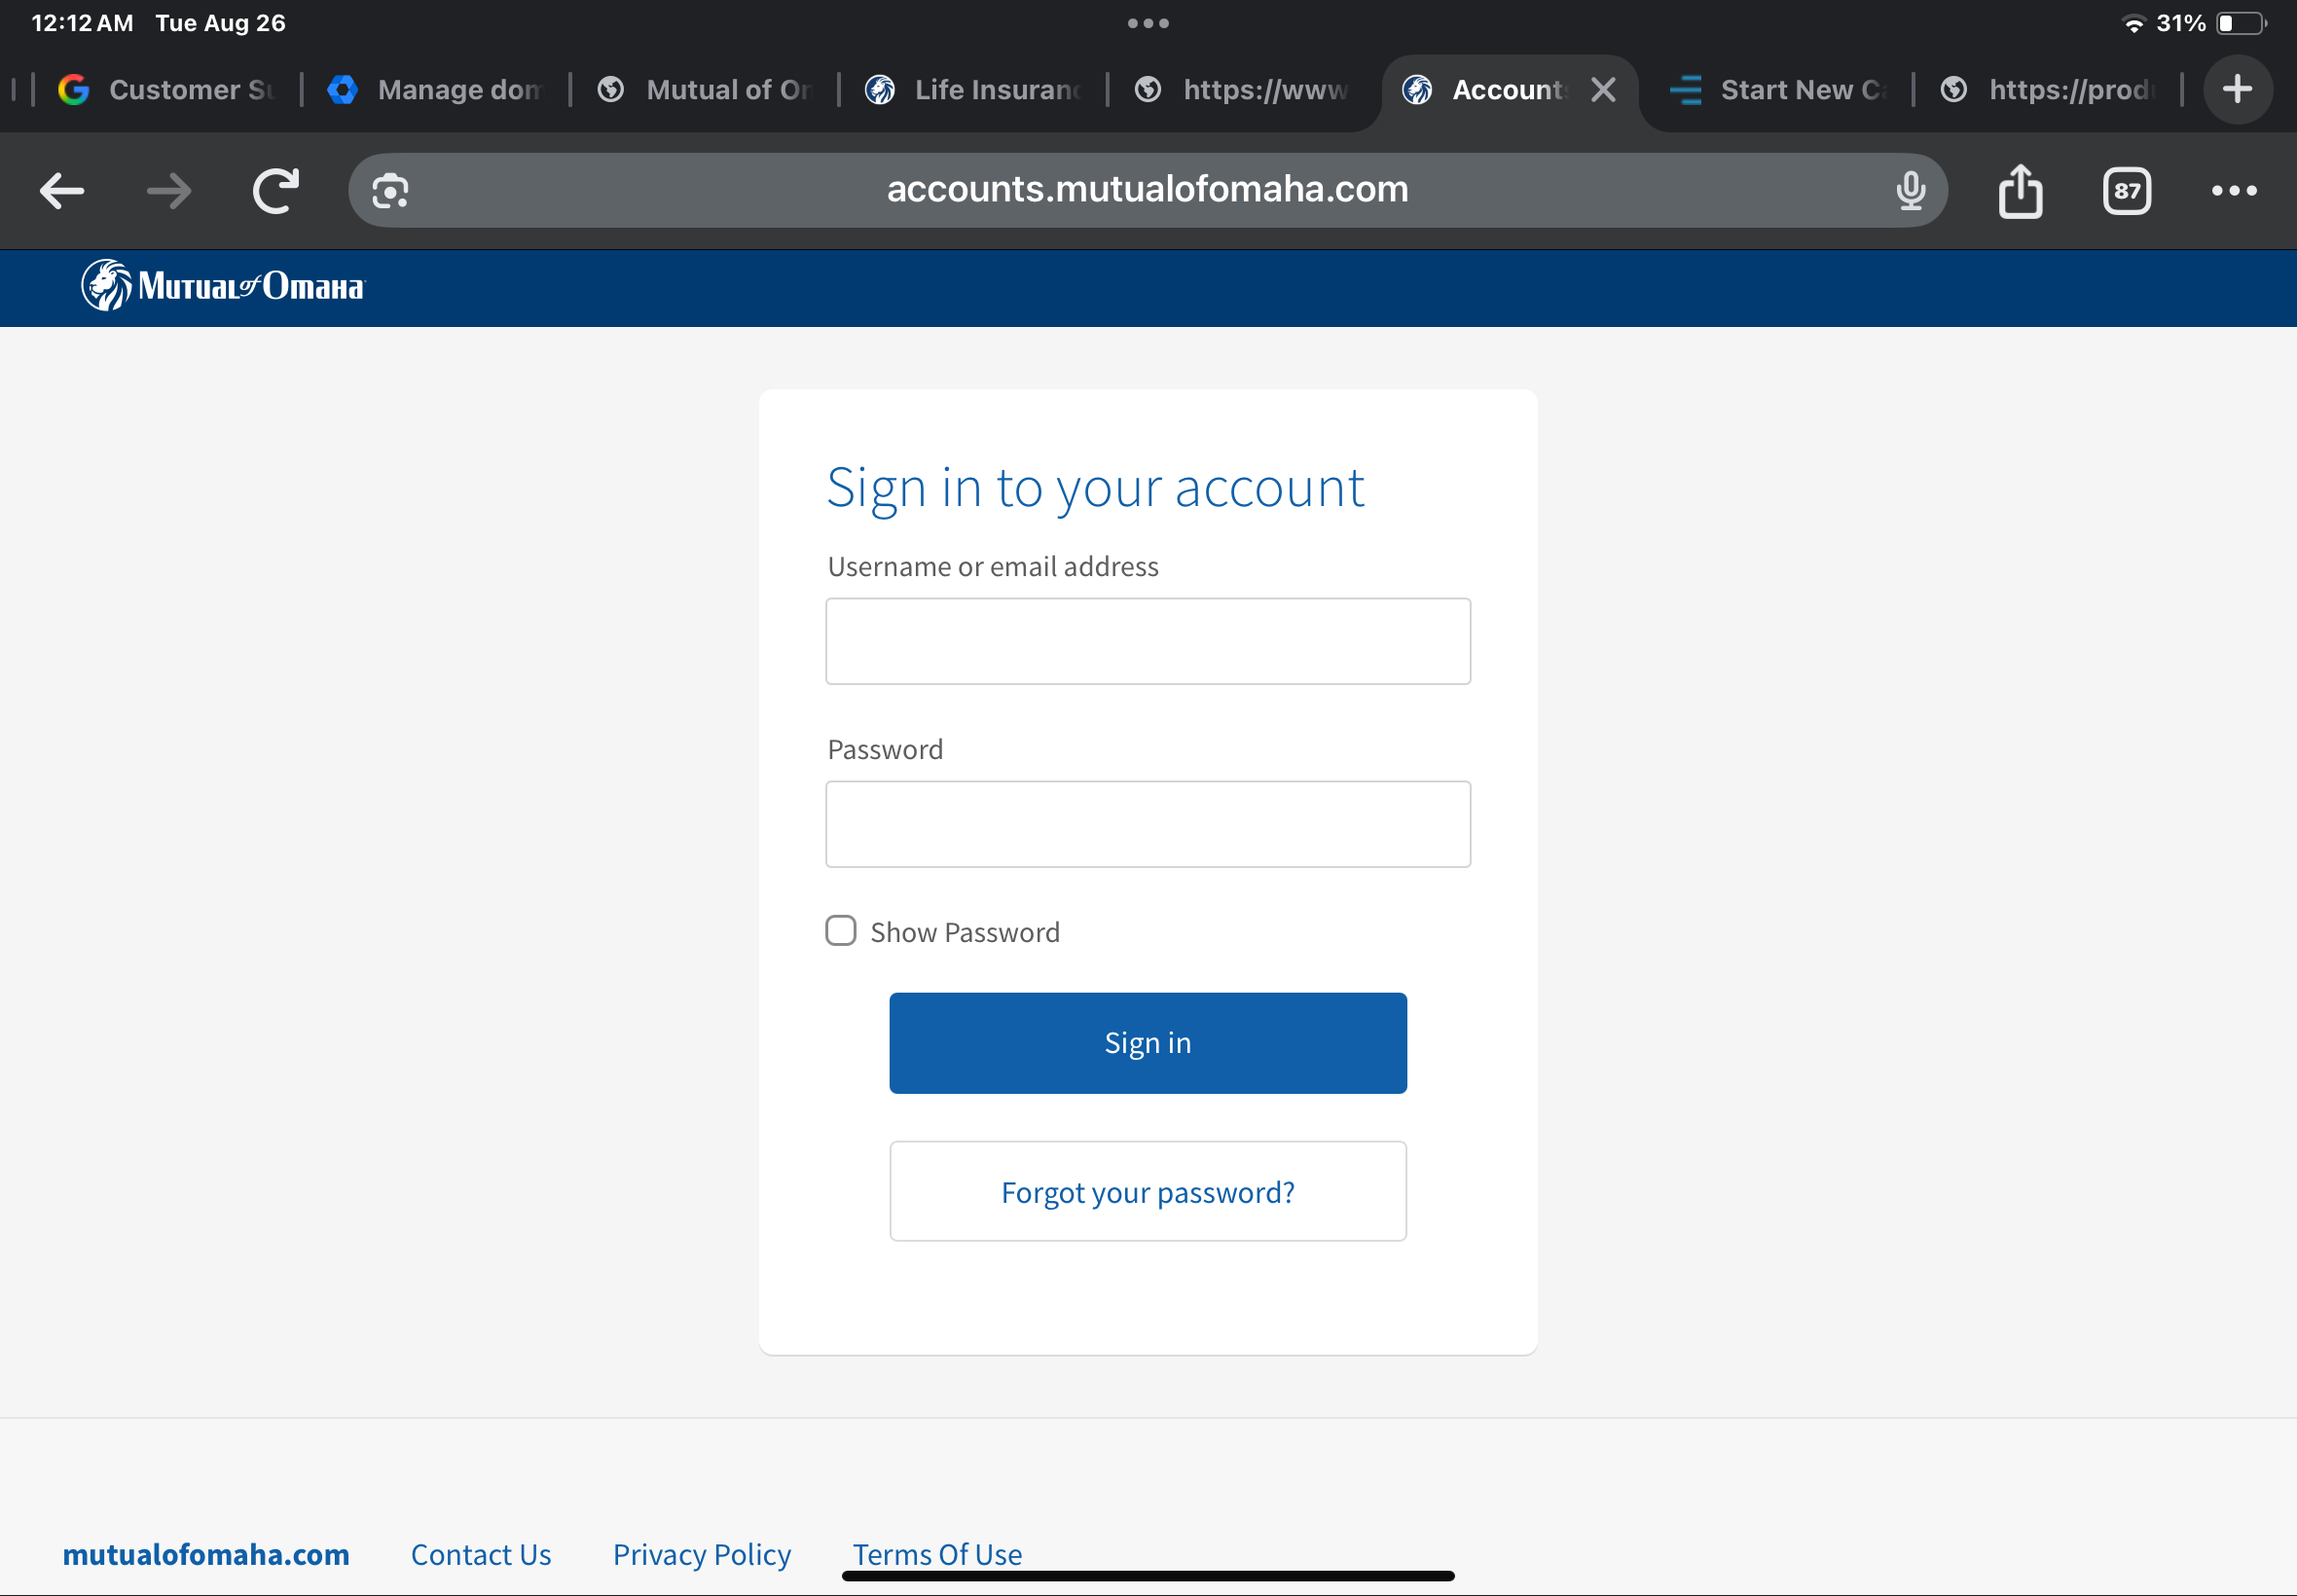 12:12 AM Tue Aug 26
31%
Customer Su
Manage dom
Mutual of Om
Life Insuranc
https://www
Account
Start New Ca
https://prod
accounts.mutualofomaha.com
87
Mutual of Omaha
Sign in to your account
Username or email address
Password
Show Password
Sign in
Forgot your password?
mutualofomaha.com Contact Us Privacy Policy Terms Of Use